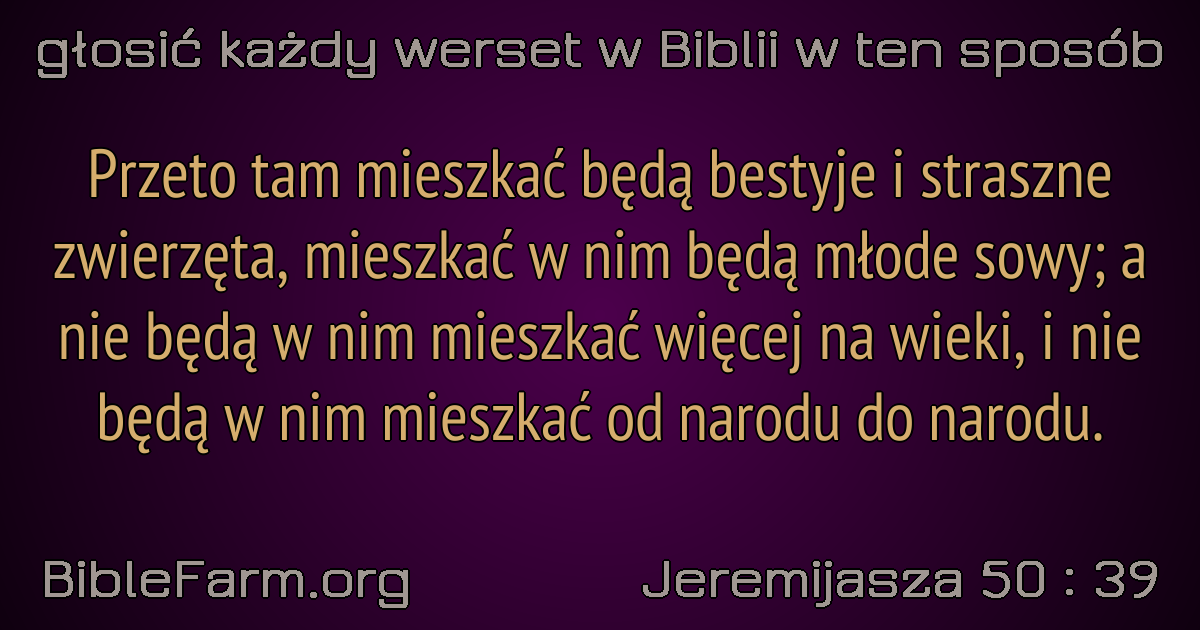 głosić każdy werset w Biblii w ten sposób
Przeto tam mieszkać będą bestyje i straszne
zwierzęta, mieszkać w nim będą młode sowy; a
nie będą w nim mieszkać więcej na wieki, i nie
będą w nim mieszkać od narodu do narodu.
BibleFarm.org
Jeremijasza 50 : 39